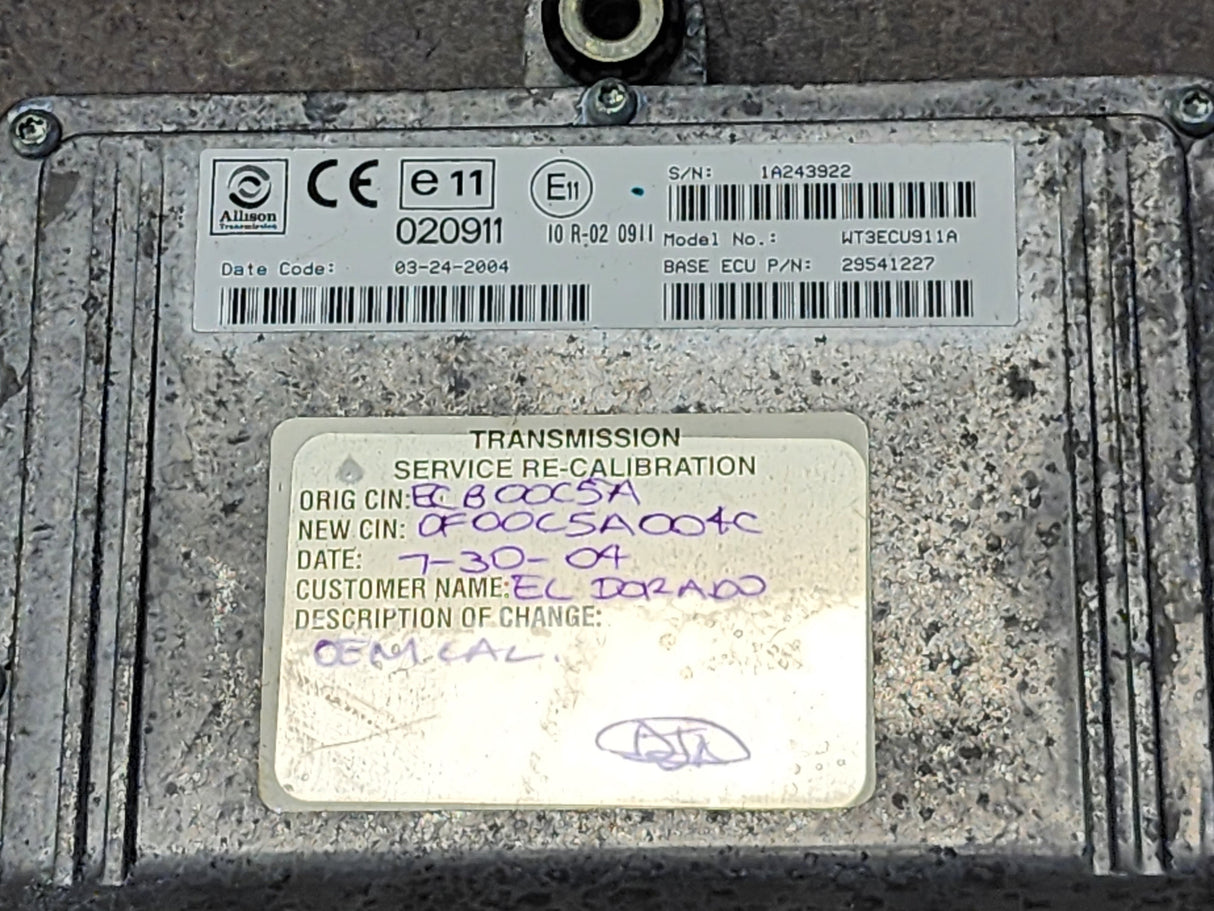 Allison
Transmission
CE
e 11
020911
E11
10 R-02 0911
S/N: 1A243922
Model No.: WT3ECU911A
Date Code: 03-24-2004
BASE ECU P/N: 29541227
TRANSMISSION
SERVICE RE-CALIBRATION
ORIG CIN: ECB00C5A
NEW CIN: 0F00C5A004C
DATE: 7-30-04
CUSTOMER NAME: EL DORADO
DESCRIPTION OF CHANGE:
OEM CAL.